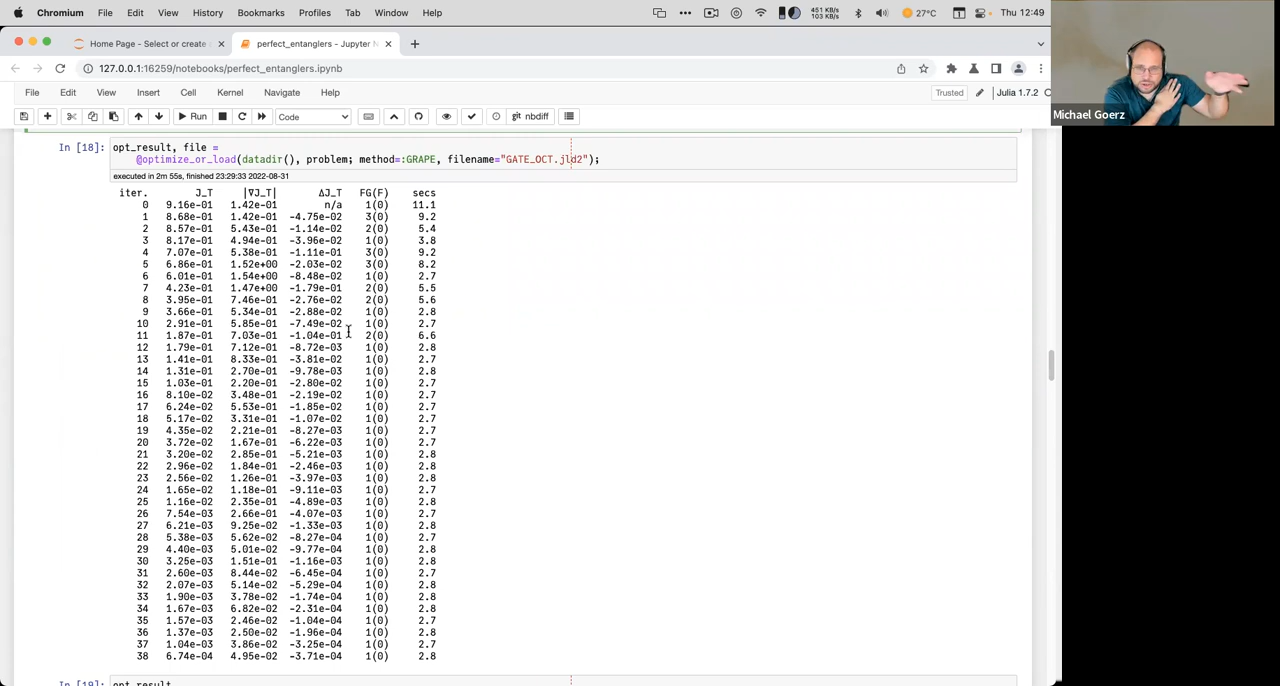 Chromium File Edit View History Bookmarks Profiles Tab Window Help 451 KB/s 103 KB/s 27°C Thu 12:49
Home Page - Select or create perfect_entanglers - Jupyter N
127.0.0.1:16259/notebooks/perfect_entanglers.ipynb
File Edit View Insert Cell Kernel Navigate Help Trusted Julia 1.7.2
Run Code nbdiff
Michael Goerz
In [18]: opt_result, file =
@optimize_or_load(datadir(), problem; method=:GRAPE, filename="GATE_OCT.jld2");
executed in 2m 55s, finished 23:29:33 2022-08-31
iter. J_T |∇J_T| ΔJ_T FG(F) secs
0 9.16e-01 1.42e-01 n/a 1(0) 11.1
1 8.68e-01 1.42e-01 -4.75e-02 3(0) 9.2
2 8.57e-01 5.43e-01 -1.14e-02 2(0) 5.4
3 8.17e-01 4.94e-01 -3.96e-02 1(0) 3.8
4 7.07e-01 5.38e-01 -1.11e-01 3(0) 9.2
5 6.86e-01 1.52e+00 -2.03e-02 3(0) 8.2
6 6.01e-01 1.54e+00 -8.48e-02 1(0) 2.7
7 4.23e-01 1.47e+00 -1.79e-01 2(0) 5.5
8 3.95e-01 7.46e-01 -2.76e-02 2(0) 5.6
9 3.66e-01 5.34e-01 -2.88e-02 1(0) 2.8
10 2.91e-01 5.85e-01 -7.49e-02 1(0) 2.7
11 1.87e-01 7.03e-01 -1.04e-01 2(0) 6.6
12 1.79e-01 7.12e-01 -8.72e-03 1(0) 2.8
13 1.41e-01 8.33e-01 -3.81e-02 1(0) 2.7
14 1.31e-01 2.70e-01 -9.78e-03 1(0) 2.8
15 1.03e-01 2.20e-01 -2.80e-02 1(0) 2.7
16 8.10e-02 3.48e-01 -2.19e-02 1(0) 2.7
17 6.24e-02 5.53e-01 -1.85e-02 1(0) 2.7
18 5.17e-02 3.31e-01 -1.07e-02 1(0) 2.7
19 4.35e-02 2.21e-01 -8.27e-03 1(0) 2.8
20 3.72e-02 1.67e-01 -6.22e-03 1(0) 2.7
21 3.20e-02 2.85e-01 -5.21e-03 1(0) 2.8
22 2.96e-02 1.84e-01 -2.46e-03 1(0) 2.8
23 2.56e-02 1.26e-01 -3.97e-03 1(0) 2.8
24 1.65e-02 1.18e-01 -9.11e-03 1(0) 2.7
25 1.16e-02 2.35e-01 -4.89e-03 1(0) 2.8
26 7.54e-03 2.66e-01 -4.07e-03 1(0) 2.7
27 6.21e-03 9.25e-02 -1.33e-03 1(0) 2.8
28 5.38e-03 5.62e-02 -8.27e-04 1(0) 2.7
29 4.40e-03 5.01e-02 -9.77e-04 1(0) 2.8
30 3.25e-03 1.51e-01 -1.16e-03 1(0) 2.8
31 2.60e-03 8.44e-02 -6.45e-04 1(0) 2.7
32 2.07e-03 5.14e-02 -5.29e-04 1(0) 2.8
33 1.90e-03 3.78e-02 -1.74e-04 1(0) 2.8
34 1.67e-03 6.82e-02 -2.31e-04 1(0) 2.8
35 1.57e-03 2.46e-02 -1.04e-04 1(0) 2.7
36 1.37e-03 2.50e-02 -1.96e-04 1(0) 2.8
37 1.04e-03 3.86e-02 -3.25e-04 1(0) 2.7
38 6.74e-04 4.95e-02 -3.71e-04 1(0) 2.8
In [19]: opt_result